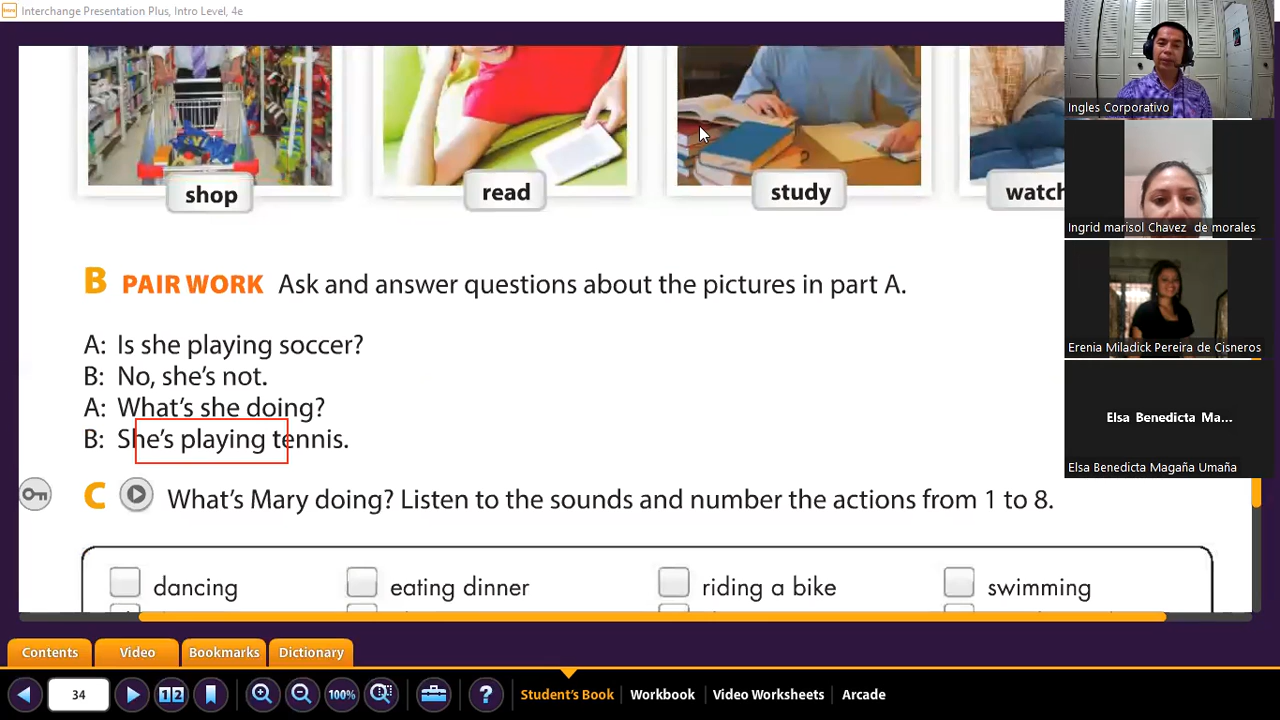 Interchange Presentation Plus, Intro Level, 4e
shop
read
study
watch
B PAIR WORK Ask and answer questions about the pictures in part A.
A: Is she playing soccer?
B: No, she's not.
A: What's she doing?
B: She's playing tennis.
C What's Mary doing? Listen to the sounds and number the actions from 1 to 8.
dancing
eating dinner
riding a bike
swimming
Ingles Corporativo
Ingrid marisol Chavez de morales
Erenia Miladick Pereira de Cisneros
Elsa Benedicta Ma...
Elsa Benedicta Magaña Umaña
Contents
Video
Bookmarks
Dictionary
34
1 2
100%
?
Student's Book
Workbook
Video Worksheets
Arcade